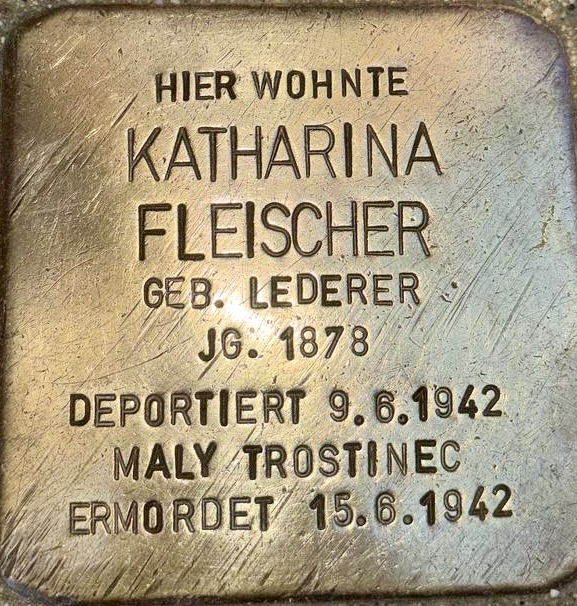 HIER WOHNTE
KATHARINA
FLEISCHER
GEB. LEDERER
JG. 1878
DEPORTIERT 9.6.1942
MALY TROSTINEC
ERMORDET 15.6.1942